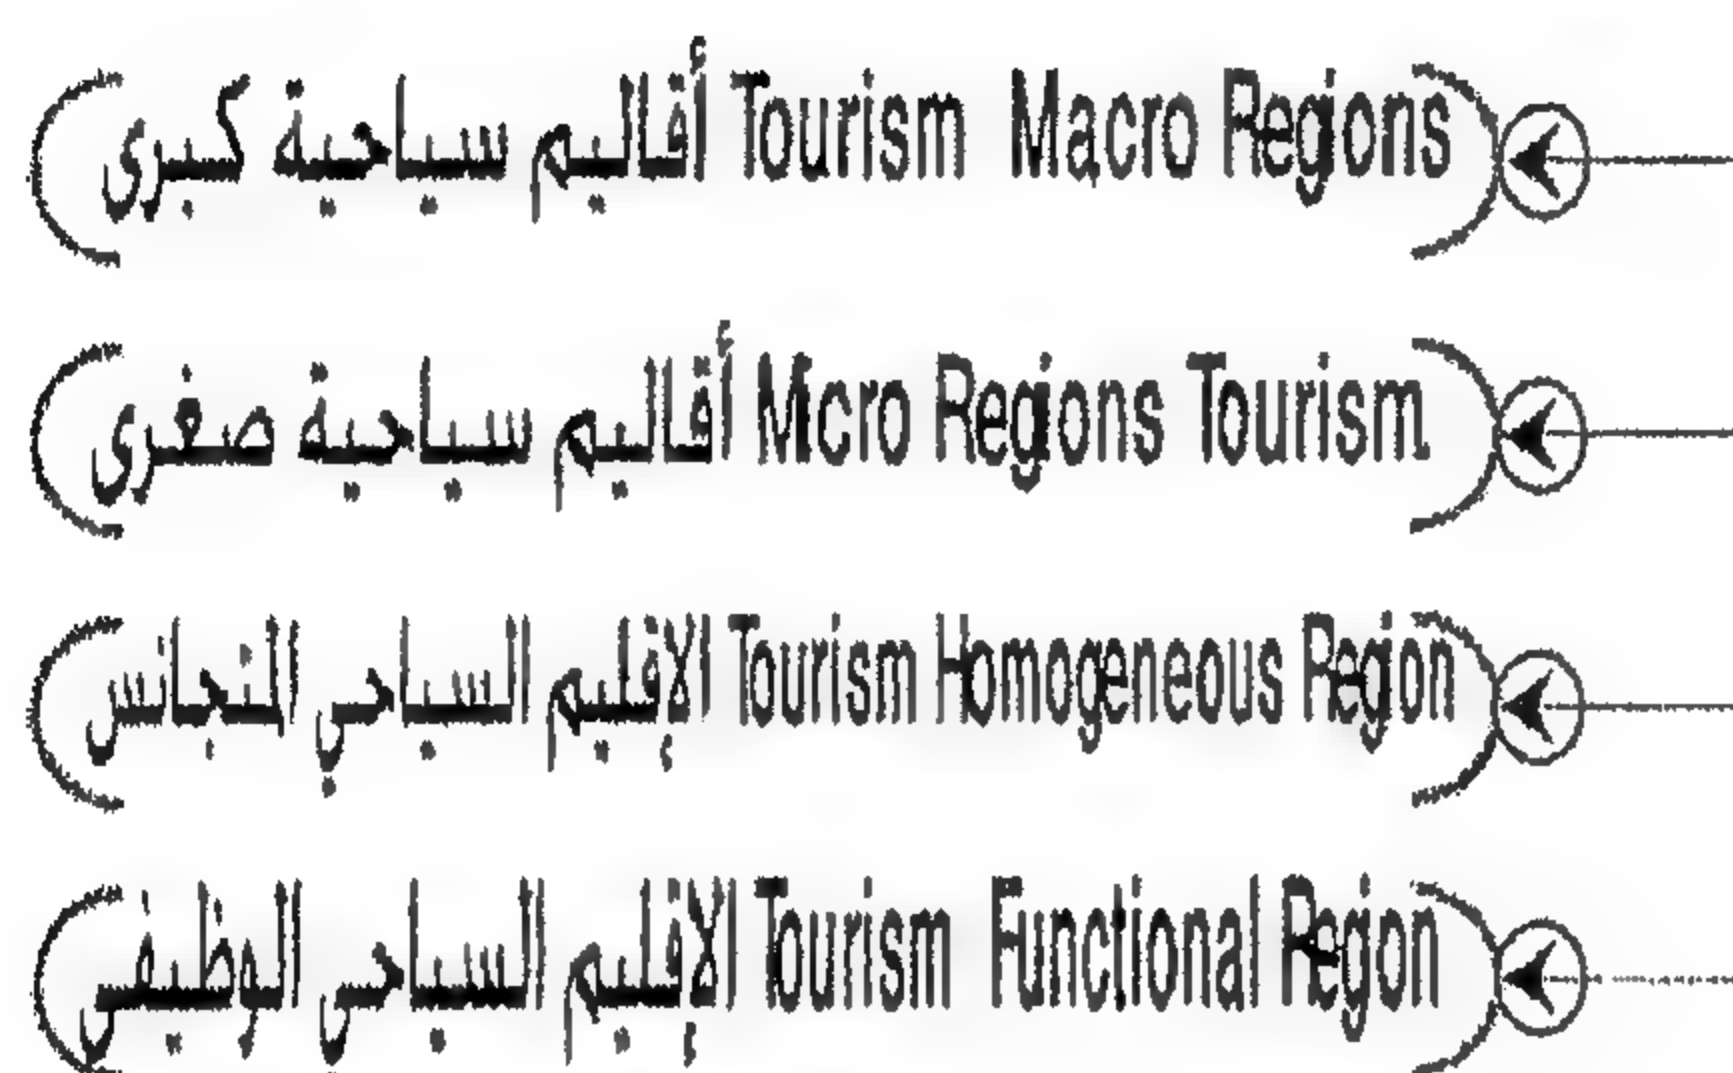 أقاليم سياحية كبرى Tourism Macro Regions
أقاليم سياحية صغرى Micro Regions Tourism.
الإقليم السياحي المتجانس Tourism Homogeneous Region
الإقليم السياحي الوظيفي Tourism Functional Region